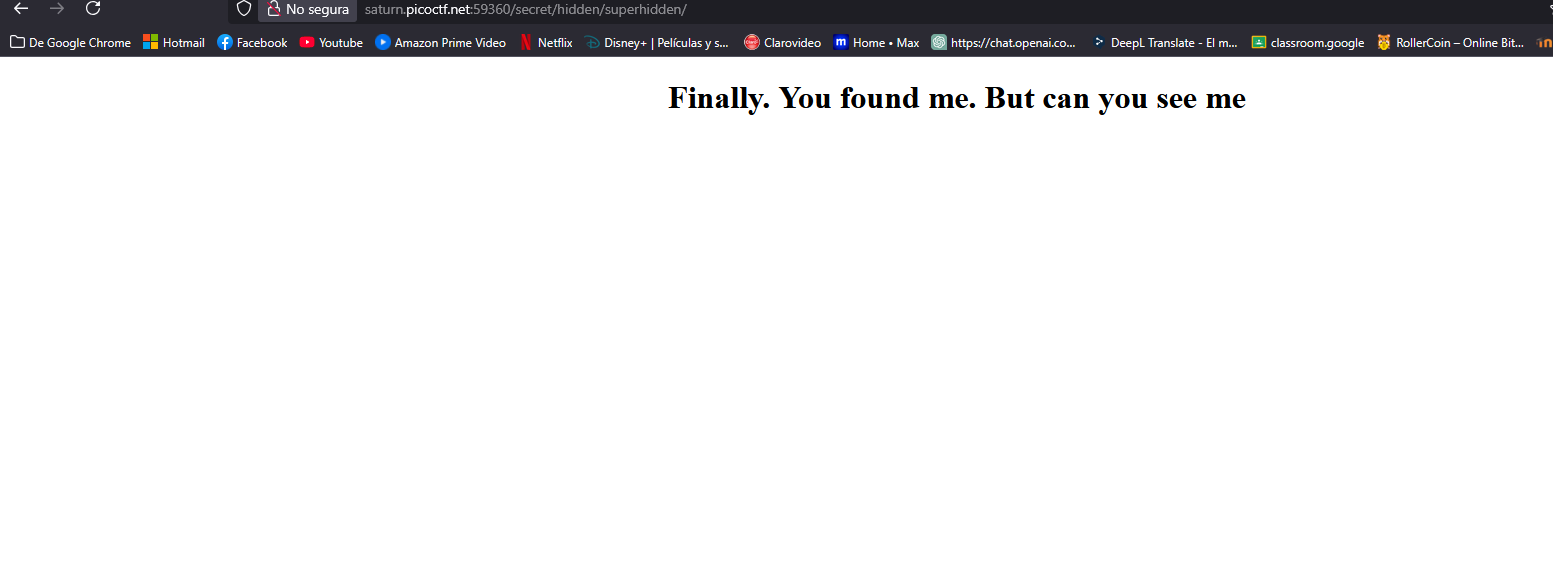 No segura saturn.picoctf.net:59360/secret/hidden/superhidden/
De Google Chrome Hotmail Facebook Youtube Amazon Prime Video Netflix Disney+ | Películas y s... Clarovideo m Home • Max https://chat.openai.co... DeepL Translate - El m... classroom.google RollerCoin – Online Bit... in
Finally. You found me. But can you see me